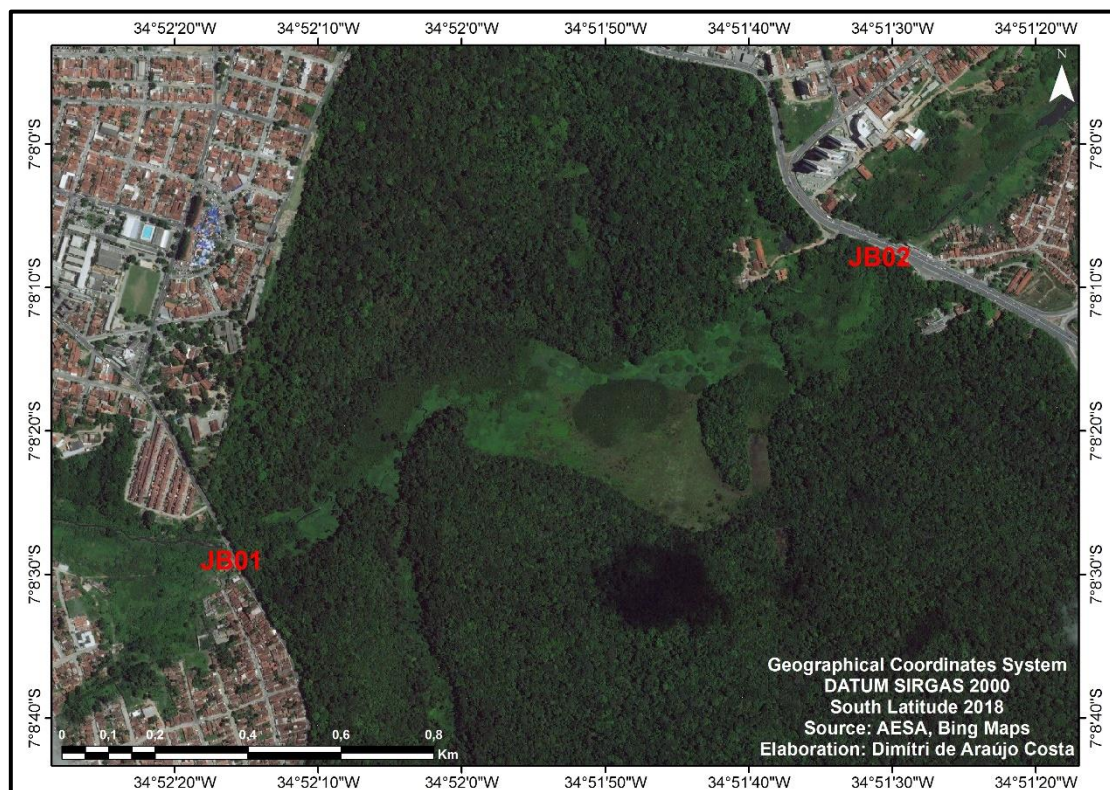 34°52'20"W 34°52'10"W 34°52'0"W 34°51'50"W 34°51'40"W 34°51'30"W 34°51'20"W
N
7°8'0"S 7°8'0"S
JB02
7°8'10"S 7°8'10"S
7°8'20"S 7°8'20"S
JB01
7°8'30"S 7°8'30"S
Geographical Coordinates System
DATUM SIRGAS 2000
South Latitude 2018
Source: AESA, Bing Maps
Elaboration: Dimítri de Araújo Costa
7°8'40"S 7°8'40"S
0 0,1 0,2 0,4 0,6 0,8
Km
34°52'20"W 34°52'10"W 34°52'0"W 34°51'50"W 34°51'40"W 34°51'30"W 34°51'20"W